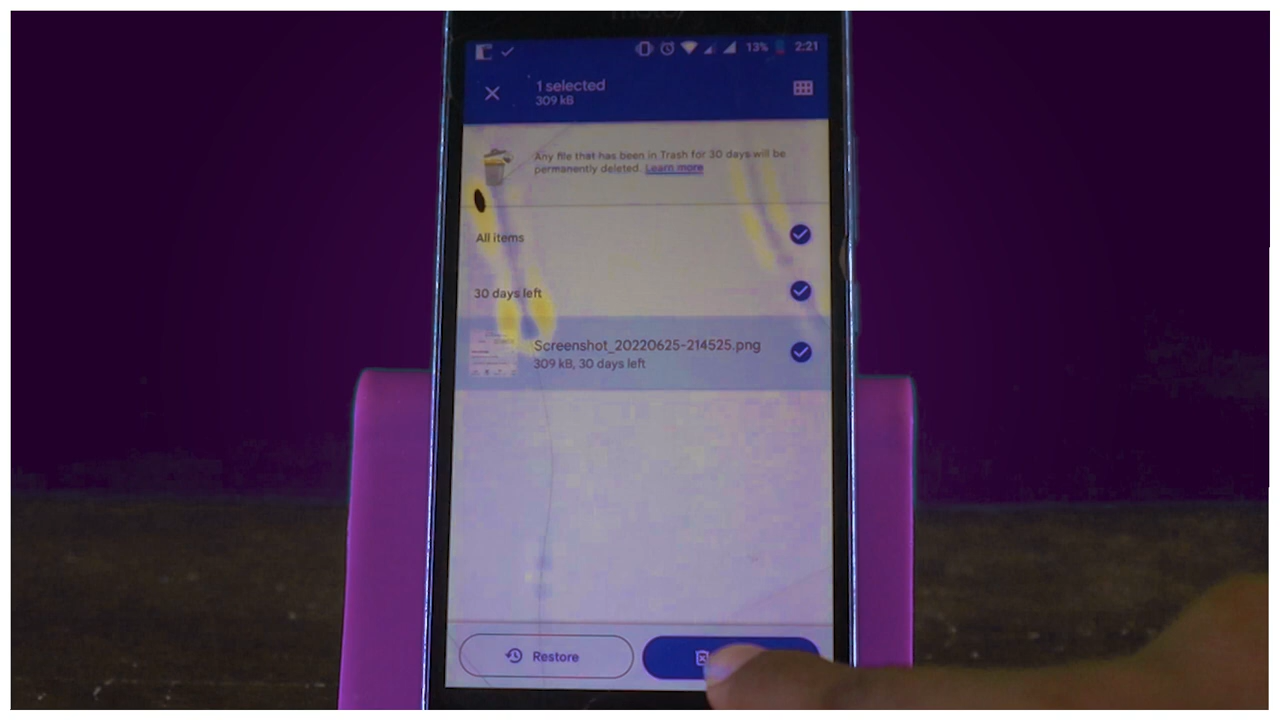 13% 2:21
1 selected
309 kB
Any file that has been in Trash for 30 days will be
permanently deleted. Learn more
All items
30 days left
Screenshot_20220625-214525.png
309 kB, 30 days left
Restore